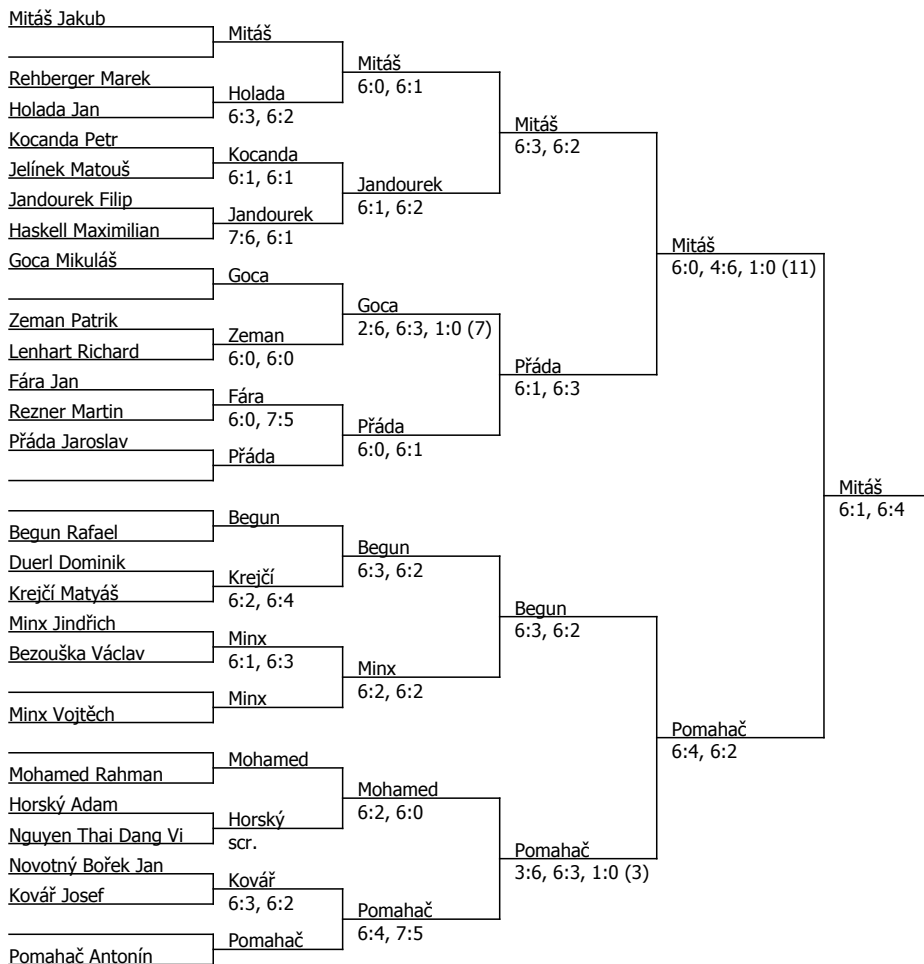 Mitáš Jakub
Mitáš
Mitáš
6:0, 6:1
Rehberger Marek
Holada
6:3, 6:2
Holada Jan
Mitáš
6:3, 6:2
Kocanda Petr
Kocanda
6:1, 6:1
Jelínek Matouš
Jandourek
6:1, 6:2
Jandourek Filip
Jandourek
7:6, 6:1
Haskell Maximilian
Mitáš
6:0, 4:6, 1:0 (11)
Goca Mikuláš
Goca
Goca
2:6, 6:3, 1:0 (7)
Zeman Patrik
Zeman
6:0, 6:0
Lenhart Richard
Přáda
6:1, 6:3
Fára Jan
Fára
6:0, 7:5
Rezner Martin
Přáda
6:0, 6:1
Přáda Jaroslav
Přáda
Mitáš
6:1, 6:4
Begun
Begun Rafael
Begun
6:3, 6:2
Duerl Dominik
Krejčí
6:2, 6:4
Krejčí Matyáš
Begun
6:3, 6:2
Minx Jindřich
Minx
6:1, 6:3
Bezouška Václav
Minx
6:2, 6:2
Minx
Minx Vojtěch
Pomahač
6:4, 6:2
Mohamed
Mohamed Rahman
Mohamed
6:2, 6:0
Horský Adam
Horský
scr.
Nguyen Thai Dang Vi
Pomahač
3:6, 6:3, 1:0 (3)
Novotný Bořek Jan
Kovář
6:3, 6:2
Kovář Josef
Pomahač
6:4, 7:5
Pomahač
Pomahač Antonín